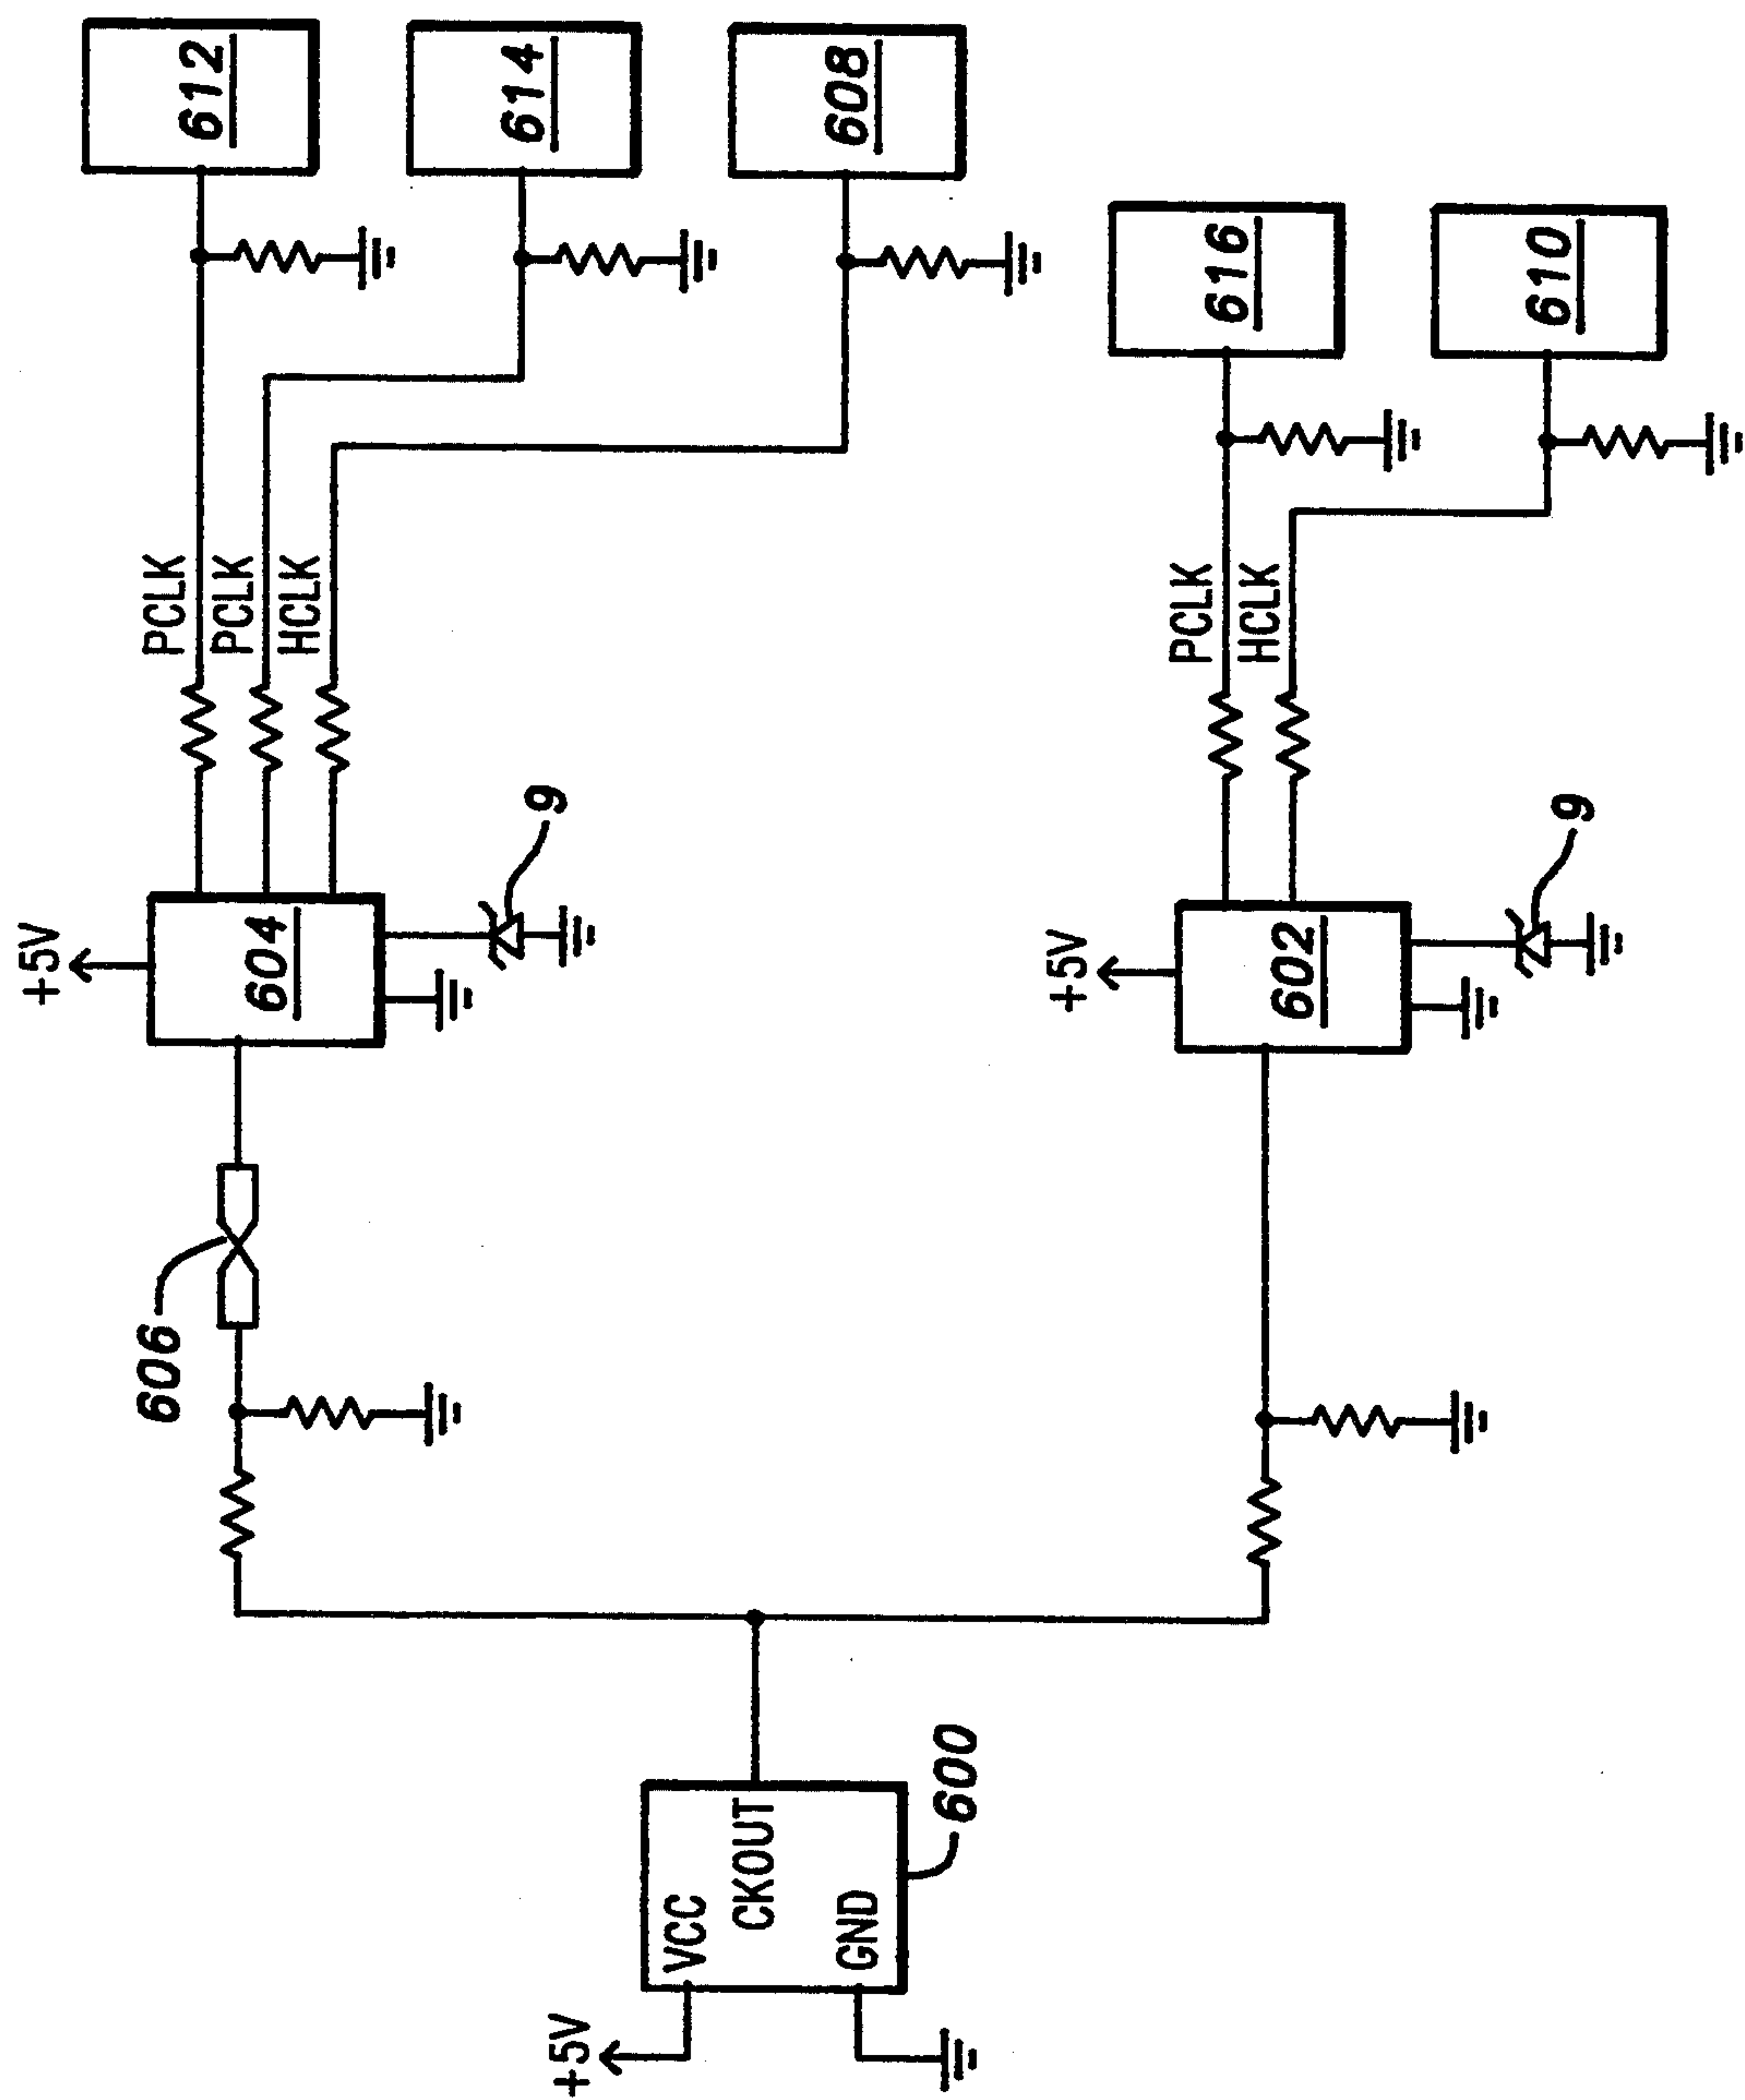 612
614
608
616
610
PCLK
PCLK
HCLK
PCLK
HCLK
9
9
+5V
604
+5V
602
606
600
VCC
CKOUT
GND
+5V